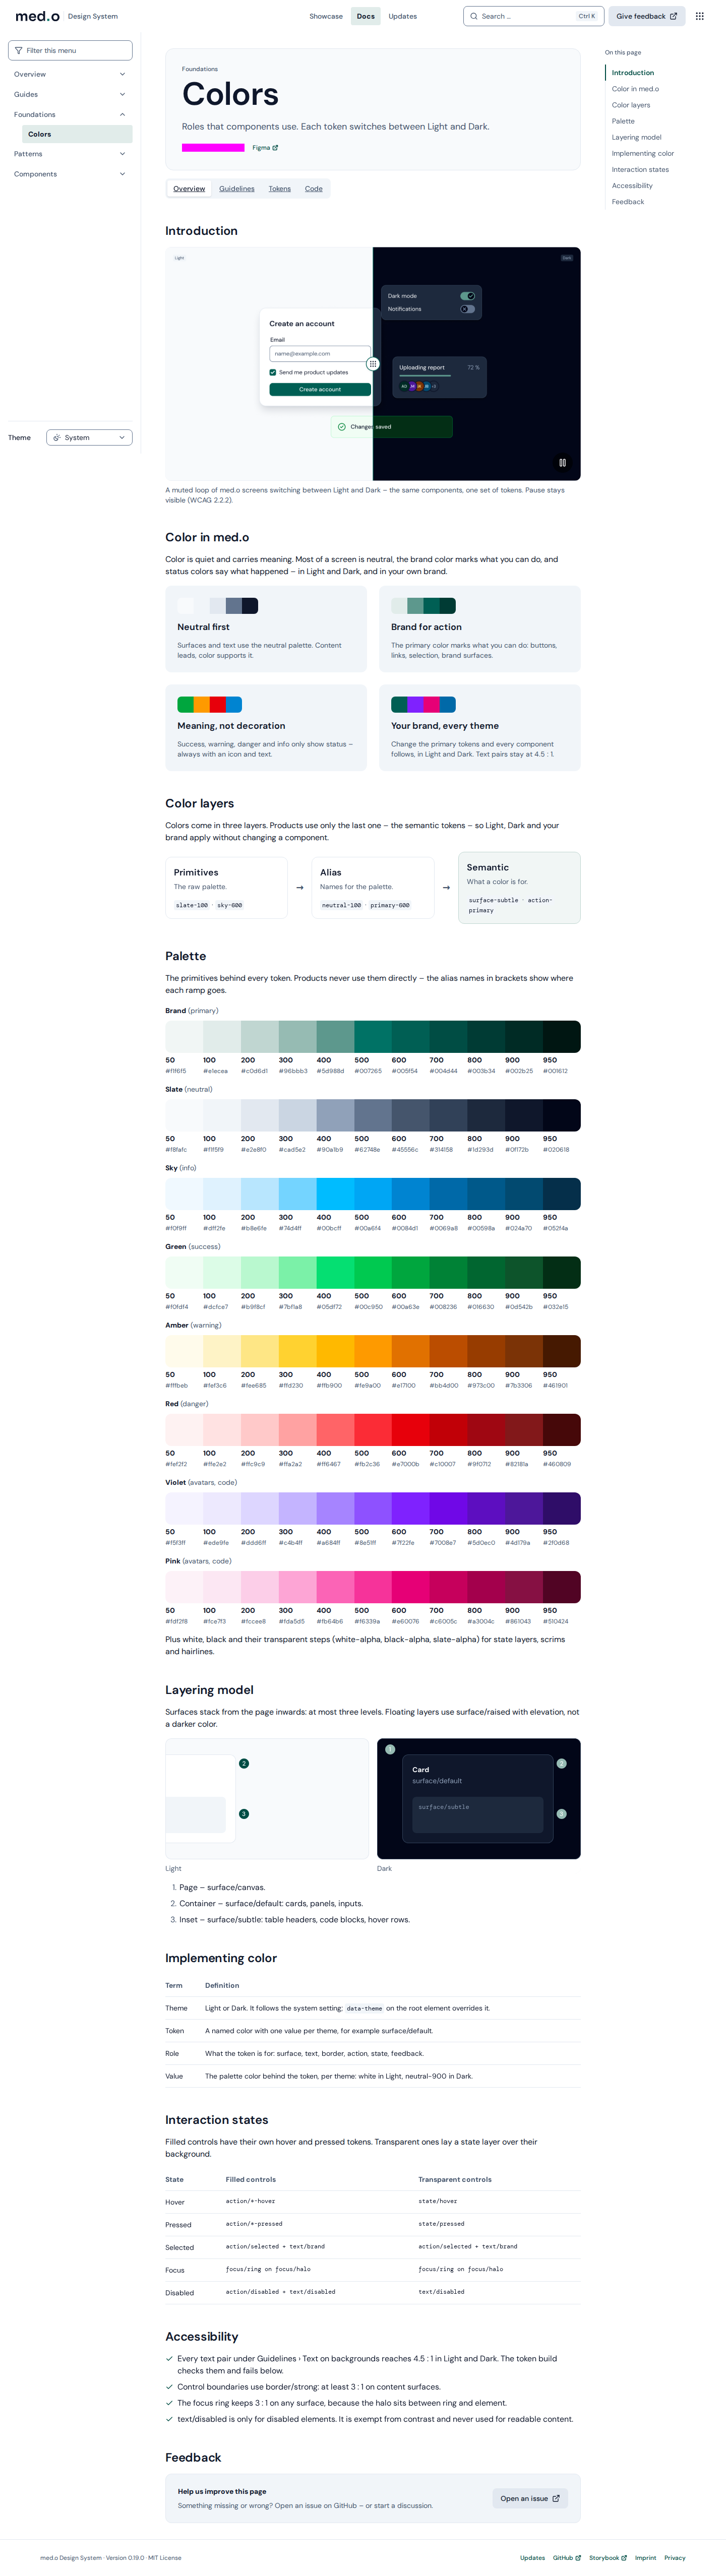 med.o Design System
Showcase Docs Updates
Search ... Ctrl K
Give feedback
Filter this menu
Overview
Guides
Foundations
Colors
Patterns
Components
Theme System
Foundations
Colors
Roles that components use. Each token switches between Light and Dark.
Figma
Overview Guidelines Tokens Code
On this page
Introduction
Color in med.o
Color layers
Palette
Layering model
Implementing color
Interaction states
Accessibility
Feedback
Introduction
Light
Dark
Dark mode
Notifications
Create an account
Email
name@example.com
Send me product updates
Create account
Uploading report 72 %
Changes saved
A muted loop of med.o screens switching between Light and Dark – the same components, one set of tokens. Pause stays
visible (WCAG 2.2.2).
Color in med.o
Color is quiet and carries meaning. Most of a screen is neutral, the brand color marks what you can do, and
status colors say what happened – in Light and Dark, and in your own brand.
Neutral first
Surfaces and text use the neutral palette. Content
leads, color supports it.
Brand for action
The primary color marks what you can do: buttons,
links, selection, brand surfaces.
Meaning, not decoration
Success, warning, danger and info only show status –
always with an icon and text.
Your brand, every theme
Change the primary tokens and every component
follows, in Light and Dark. Text pairs stay at 4.5 : 1.
Color layers
Colors come in three layers. Products use only the last one – the semantic tokens – so Light, Dark and your
brand apply without changing a component.
Primitives
The raw palette.
slate-100 · sky-600
→
Alias
Names for the palette.
neutral-100 · primary-600
→
Semantic
What a color is for.
surface-subtle · action-
primary
Palette
The primitives behind every token. Products never use them directly – the alias names in brackets show where
each ramp goes.
Brand (primary)
50 100 200 300 400 500 600 700 800 900 950
#f1f6f5 #e1ecea #c0d6d1 #96bbb3 #5d988d #007265 #005f54 #004d44 #003b34 #002b25 #001612
Slate (neutral)
50 100 200 300 400 500 600 700 800 900 950
#f8fafc #f1f5f9 #e2e8f0 #cad5e2 #90a1b9 #62748e #45556c #314158 #1d293d #0f172b #020618
Sky (info)
50 100 200 300 400 500 600 700 800 900 950
#f0f9ff #dff2fe #b8e6fe #74d4ff #00bcff #00a6f4 #0084d1 #0069a8 #00598a #024a70 #052f4a
Green (success)
50 100 200 300 400 500 600 700 800 900 950
#f0fdf4 #dcfce7 #b9f8cf #7bf1a8 #05df72 #00c950 #00a63e #008236 #016630 #0d542b #032e15
Amber (warning)
50 100 200 300 400 500 600 700 800 900 950
#fffbeb #fef3c6 #fee685 #ffd230 #ffb900 #fe9a00 #e17100 #bb4d00 #973c00 #7b3306 #461901
Red (danger)
50 100 200 300 400 500 600 700 800 900 950
#fef2f2 #ffe2e2 #ffc9c9 #ffa2a2 #ff6467 #fb2c36 #e7000b #c10007 #9f0712 #82181a #460809
Violet (avatars, code)
50 100 200 300 400 500 600 700 800 900 950
#f5f3ff #ede9fe #ddd6ff #c4b4ff #a684ff #8e51ff #7f22fe #7008e7 #5d0ec0 #4d179a #2f0d68
Pink (avatars, code)
50 100 200 300 400 500 600 700 800 900 950
#fdf2f8 #fce7f3 #fccee8 #fda5d5 #fb64b6 #f6339a #e60076 #c6005c #a3004c #861043 #510424
Plus white, black and their transparent steps (white-alpha, black-alpha, slate-alpha) for state layers, scrims
and hairlines.
Layering model
Surfaces stack from the page inwards: at most three levels. Floating layers use surface/raised with elevation, not
a darker color.
2
3
1
Card
surface/default
2
surface/subtle
3
Light
Dark
1. Page – surface/canvas.
2. Container – surface/default: cards, panels, inputs.
3. Inset – surface/subtle: table headers, code blocks, hover rows.
Implementing color
Term Definition
Theme Light or Dark. It follows the system setting; data-theme on the root element overrides it.
Token A named color with one value per theme, for example surface/default.
Role What the token is for: surface, text, border, action, state, feedback.
Value The palette color behind the token, per theme: white in Light, neutral-900 in Dark.
Interaction states
Filled controls have their own hover and pressed tokens. Transparent ones lay a state layer over their
background.
State Filled controls Transparent controls
Hover action/*-hover state/hover
Pressed action/*-pressed state/pressed
Selected action/selected + text/brand action/selected + text/brand
Focus focus/ring on focus/halo focus/ring on focus/halo
Disabled action/disabled + text/disabled text/disabled
Accessibility
Every text pair under Guidelines › Text on backgrounds reaches 4.5 : 1 in Light and Dark. The token build
checks them and fails below.
Control boundaries use border/strong: at least 3 : 1 on content surfaces.
The focus ring keeps 3 : 1 on any surface, because the halo sits between ring and element.
text/disabled is only for disabled elements. It is exempt from contrast and never used for readable content.
Feedback
Help us improve this page
Something missing or wrong? Open an issue on GitHub – or start a discussion.
Open an issue
med.o Design System · Version 0.19.0 · MIT License
Updates GitHub Storybook Imprint Privacy